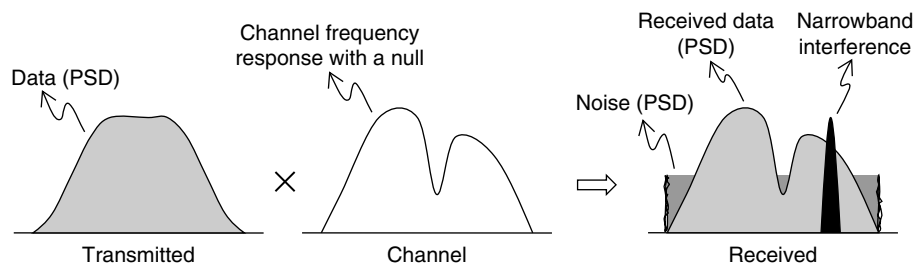 Data (PSD)
Channel frequency
response with a null
Received data
(PSD)
Narrowband
interference
Noise (PSD)
×
Transmitted
Channel
Received